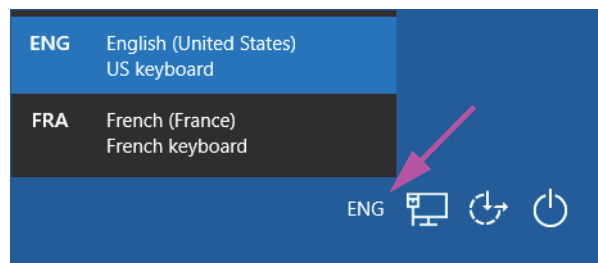 ENG English (United States)
US keyboard
FRA French (France)
French keyboard
ENG